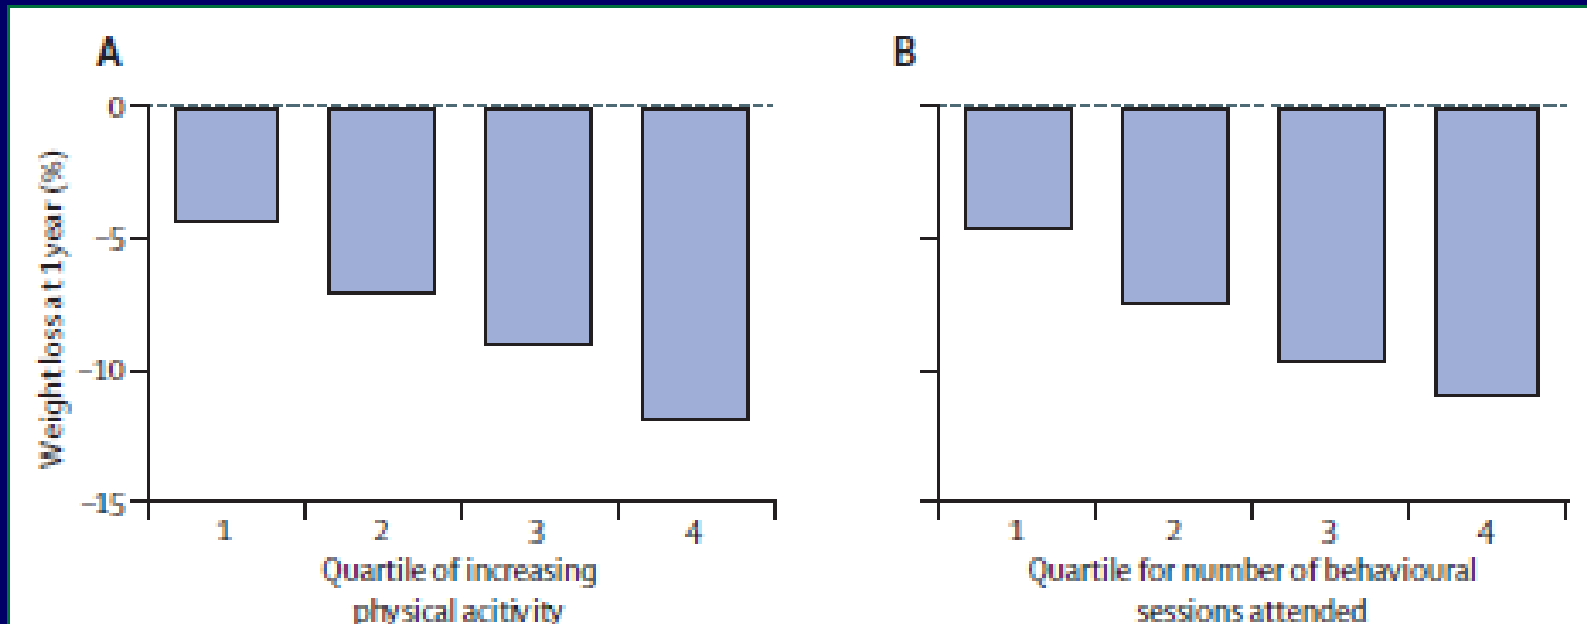 A
B
0
−5
−10
−15
Weight loss at 1 year (%)
1 2 3 4
Quartile of increasing
physical acitivity
1 2 3 4
Quartile for number of behavioural
sessions attended